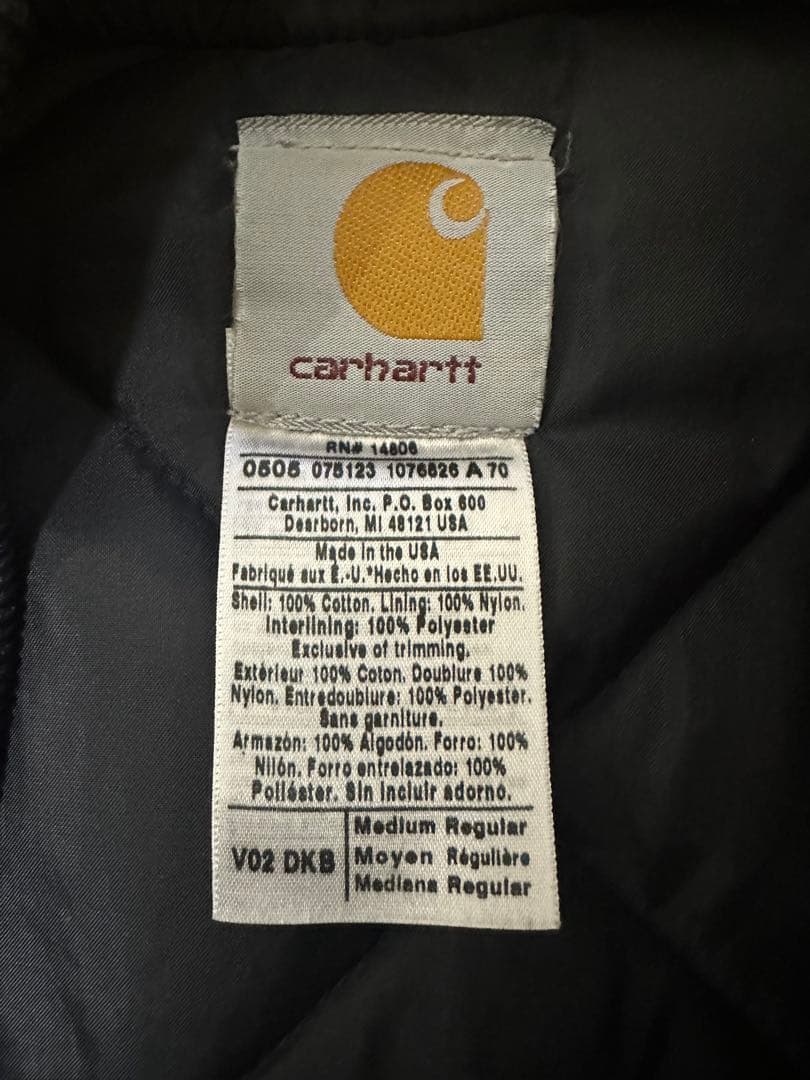 carhartt
RN# 14806
0505 075123 1076826 A 70
Carhartt, Inc. P.O. Box 600
Dearborn, MI 48121 USA
Made in the USA
Fabriqué aux É.-U.*Hecho en los EE.UU.
Shell: 100% Cotton. Lining: 100% Nylon.
Interlining: 100% Polyester
Exclusive of trimming.
Extérieur 100% Coton. Doublure 100%
Nylon. Entredoublure: 100% Polyester.
Sans garniture.
Armazón: 100% Algodón. Forro: 100%
Nilón. Forro entrelazado: 100%
Poliéster. Sin incluir adorno.
V02 DKB
Medium Regular
Moyen Régulière
Mediana Regular